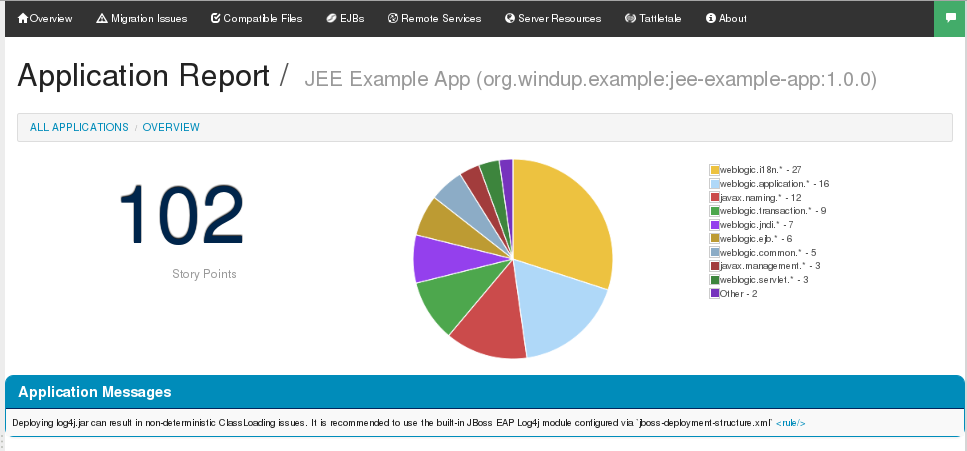 Overview Migration Issues Compatible Files EJBs Remote Services Server Resources Tattletale About
Application Report / JEE Example App (org.windup.example:jee-example-app:1.0.0)
ALL APPLICATIONS / OVERVIEW
102
Story Points
weblogic.i18n.* - 27
weblogic.application.* - 16
javax.naming.* - 12
weblogic.transaction.* - 9
weblogic.jndi.* - 7
weblogic.ejb.* - 6
weblogic.common.* - 5
javax.management.* - 3
weblogic.servlet.* - 3
Other - 2
Application Messages
Deploying log4j.jar can result in non-deterministic ClassLoading issues. It is recommended to use the built-in JBoss EAP Log4j module configured via `jboss-deployment-structure.xml` <rule/>